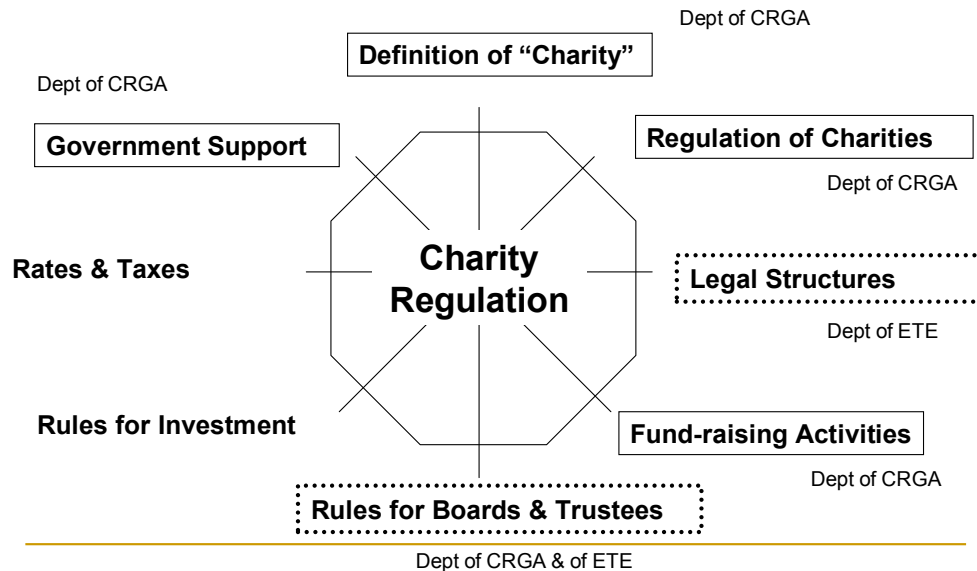 Dept of CRGA
Definition of “Charity”
Dept of CRGA
Government Support
Regulation of Charities
Dept of CRGA
Rates & Taxes
Charity
Regulation
Legal Structures
Dept of ETE
Rules for Investment
Fund-raising Activities
Dept of CRGA
Rules for Boards & Trustees
Dept of CRGA & of ETE